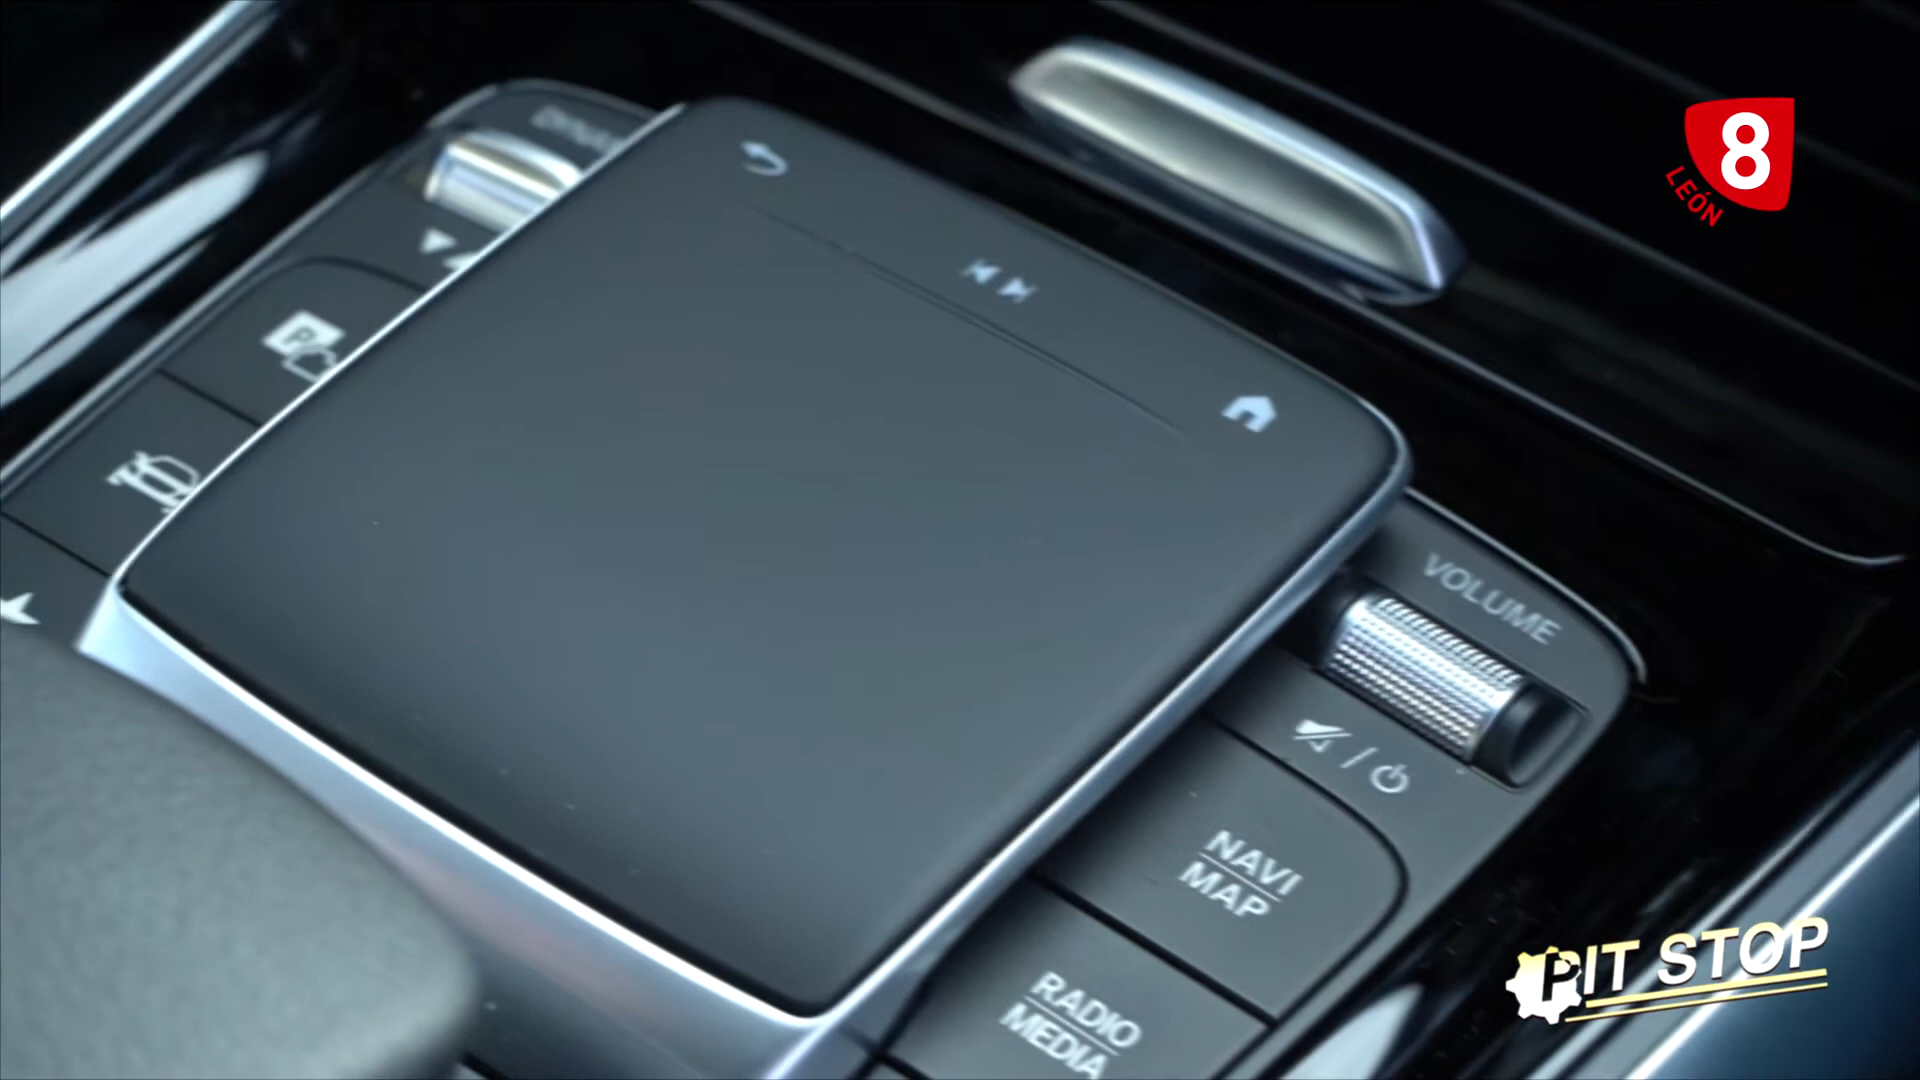 8
LEÓN
P
VOLUME
NAVI
MAP
RADIO
MEDIA
PIT STOP